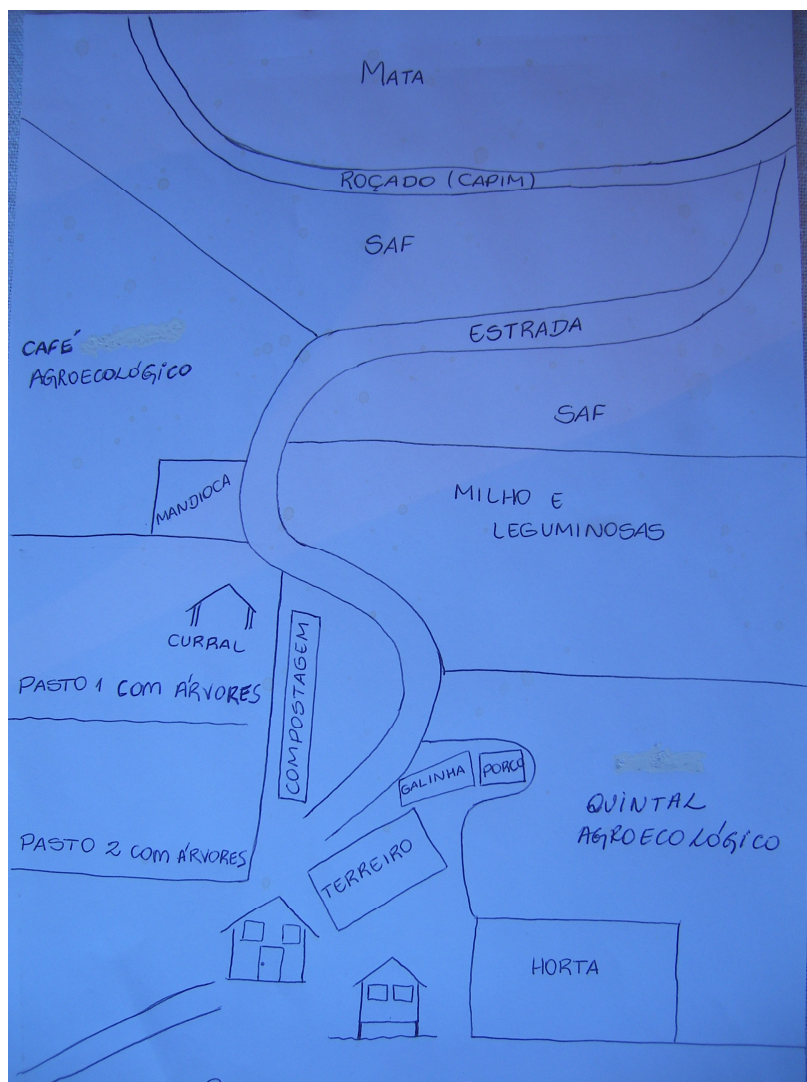 MATA
ROÇADO (CAPIM)
SAF
ESTRADA
CAFÉ
AGROECOLÓGICO
SAF
MANDIOCA
MILHO E
LEGUMINOSAS
CURRAL
PASTO 1 COM ÁRVORES
COMPOSTAGEM
GALINHA
PORCO
QUINTAL
AGROECOLÓGICO
PASTO 2 COM ÁRVORES
TERREIRO
HORTA